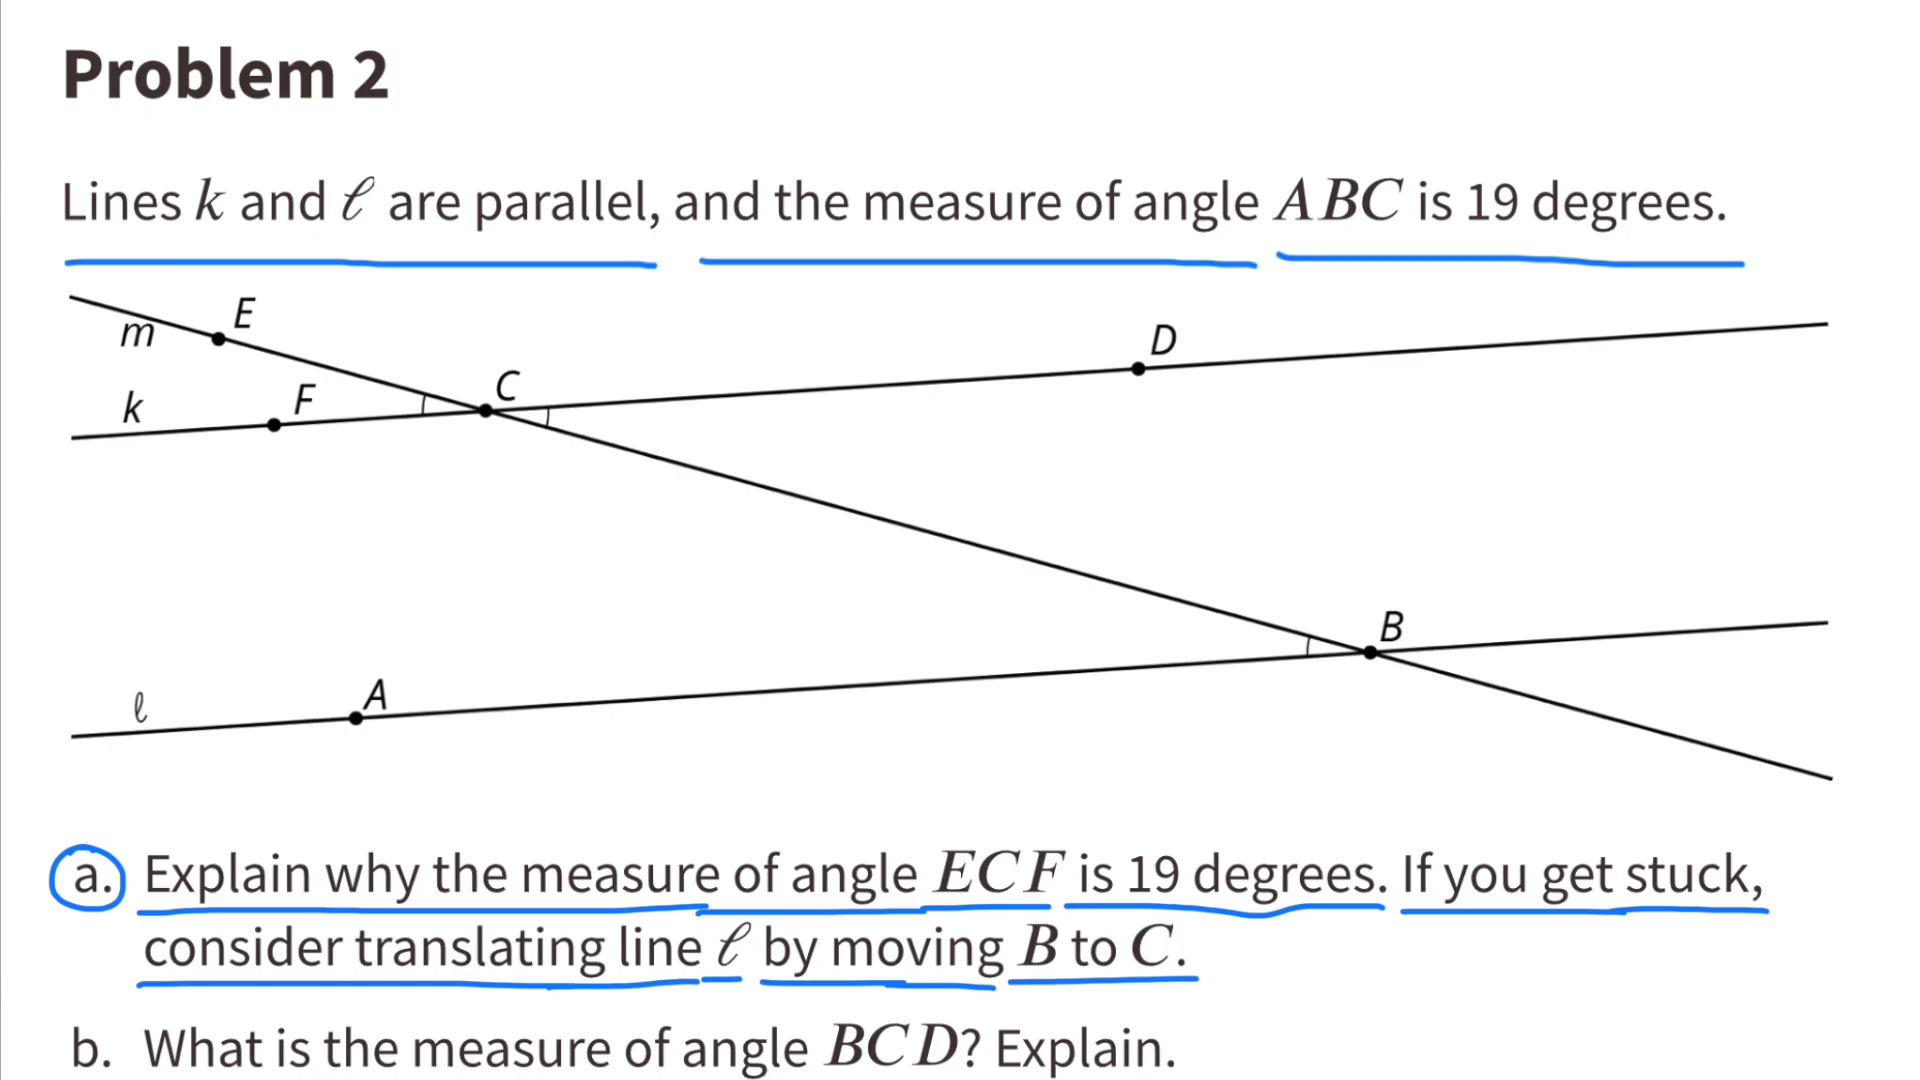 Problem 2
Lines k and ℓ are parallel, and the measure of angle ABC is 19 degrees.
E
m
D
C
F
k
B
A
ℓ
a. Explain why the measure of angle ECF is 19 degrees. If you get stuck,
consider translating line ℓ by moving B to C.
b. What is the measure of angle BCD? Explain.